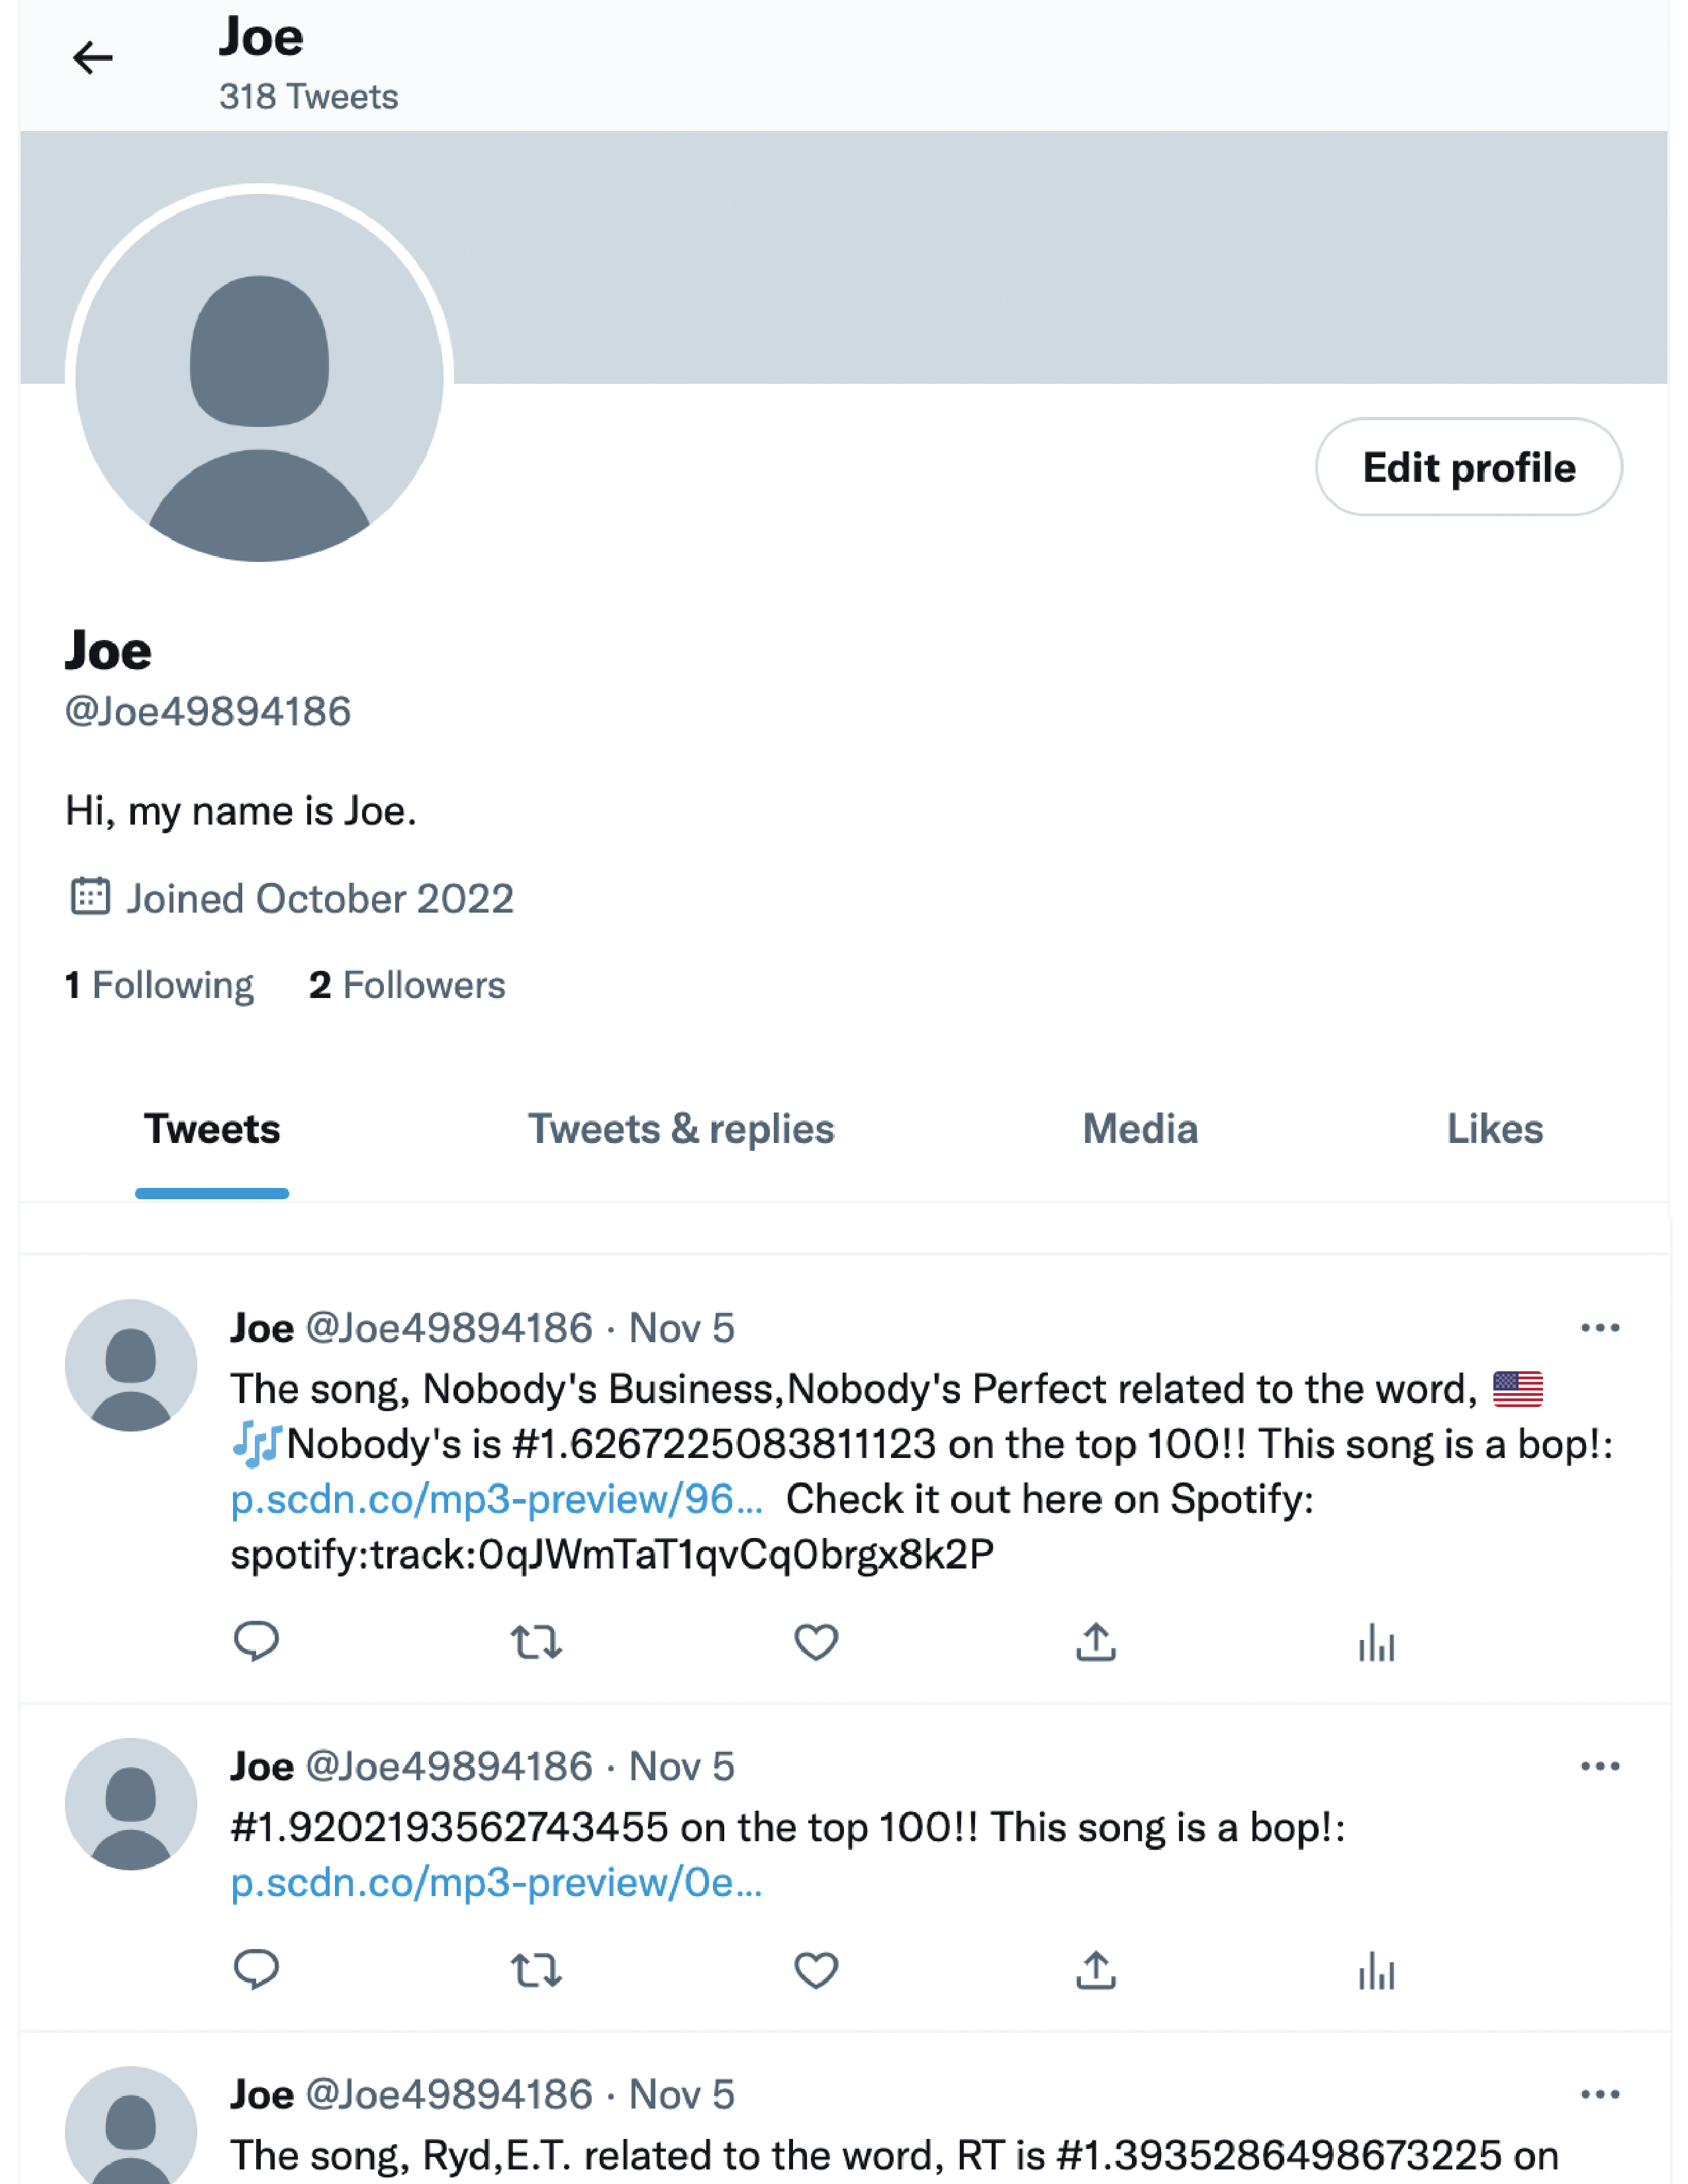 Joe
318 Tweets
Edit profile
Joe
@Joe49894186
Hi, my name is Joe.
Joined October 2022
1 Following 2 Followers
Tweets Tweets & replies Media Likes
Joe @Joe49894186 · Nov 5
The song, Nobody's Business,Nobody's Perfect related to the word, 🇺🇸
🎶Nobody's is #1.6267225083811123 on the top 100!! This song is a bop!:
p.scdn.co/mp3-preview/96… Check it out here on Spotify:
spotify:track:0qJWmTaT1qvCq0brgx8k2P
Joe @Joe49894186 · Nov 5
#1.9202193562743455 on the top 100!! This song is a bop!:
p.scdn.co/mp3-preview/0e…
Joe @Joe49894186 · Nov 5
The song, Ryd,E.T. related to the word, RT is #1.3935286498673225 on